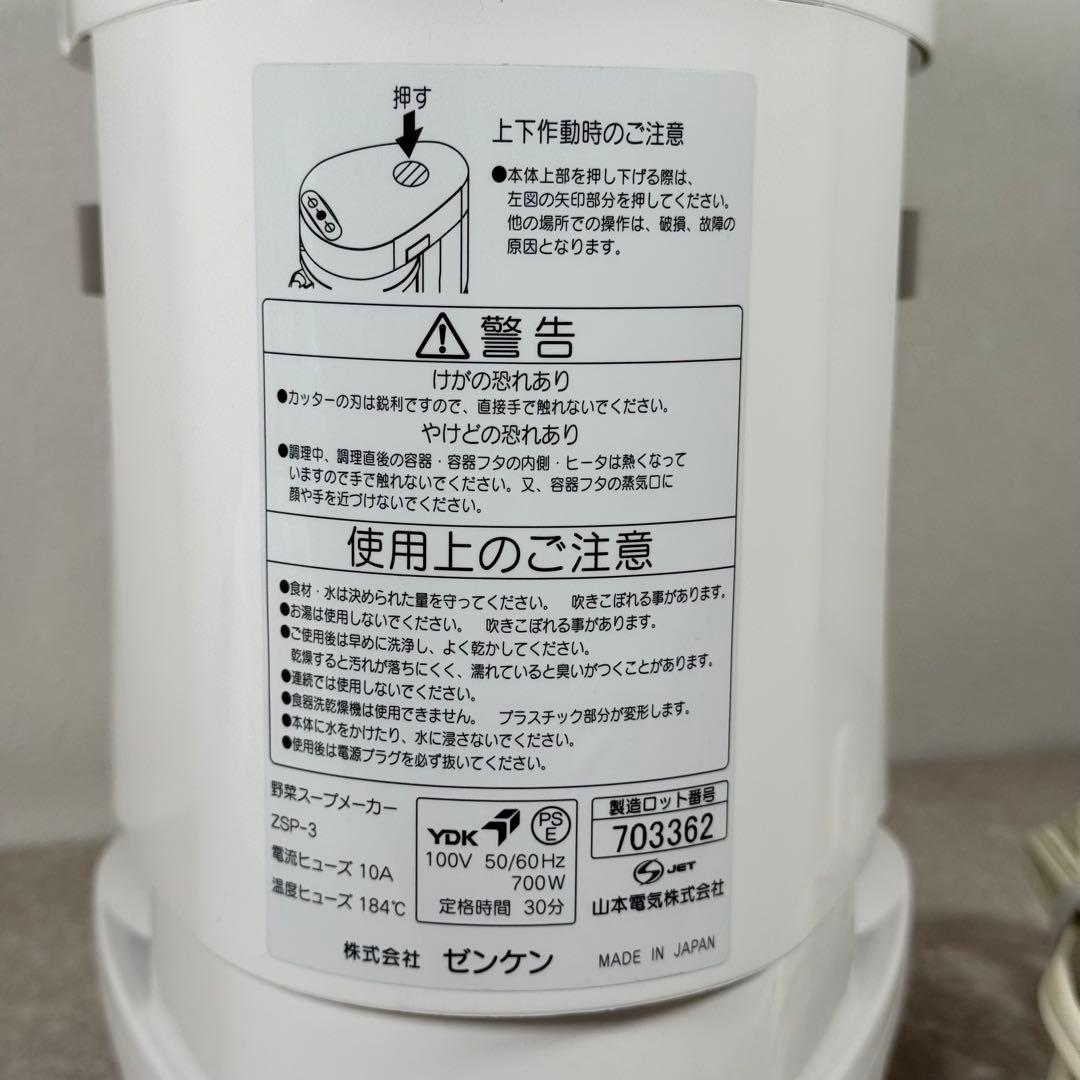 押す
上下作動時のご注意
●本体上部を押し下げる際は、
左図の矢印部分を押してください。
他の場所での操作は、破損、故障の
原因となります。
警告
けがの恐れあり
●カッターの刃は鋭利ですので、直接手で触れないでください。
やけどの恐れあり
●調理中、調理直後の容器・容器フタの内側・ヒータは熱くなって
いますので手で触れないでください。又、容器フタの蒸気口に
顔や手を近づけないでください。
使用上のご注意
●食材・水は決められた量を守ってください。 吹きこぼれる事があります。
●お湯は使用しないでください。 吹きこぼれる事があります。
●ご使用後は早めに洗浄し、よく乾かしてください。
乾燥すると汚れが落ちにくく、濡れていると臭いがつくことがあります。
●連続では使用しないでください。
●食器洗乾燥機は使用できません。 プラスチック部分が変形します。
●本体に水をかけたり、水に浸さないでください。
●使用後は電源プラグを必ず抜いてください。
野菜スープメーカー
ZSP-3
電流ヒューズ 10A
温度ヒューズ 184℃
YDK
PS
E
100V 50/60Hz
700W
定格時間 30分
製造ロット番号
703362
JET
山本電気株式会社
株式会社 ゼンケン
MADE IN JAPAN